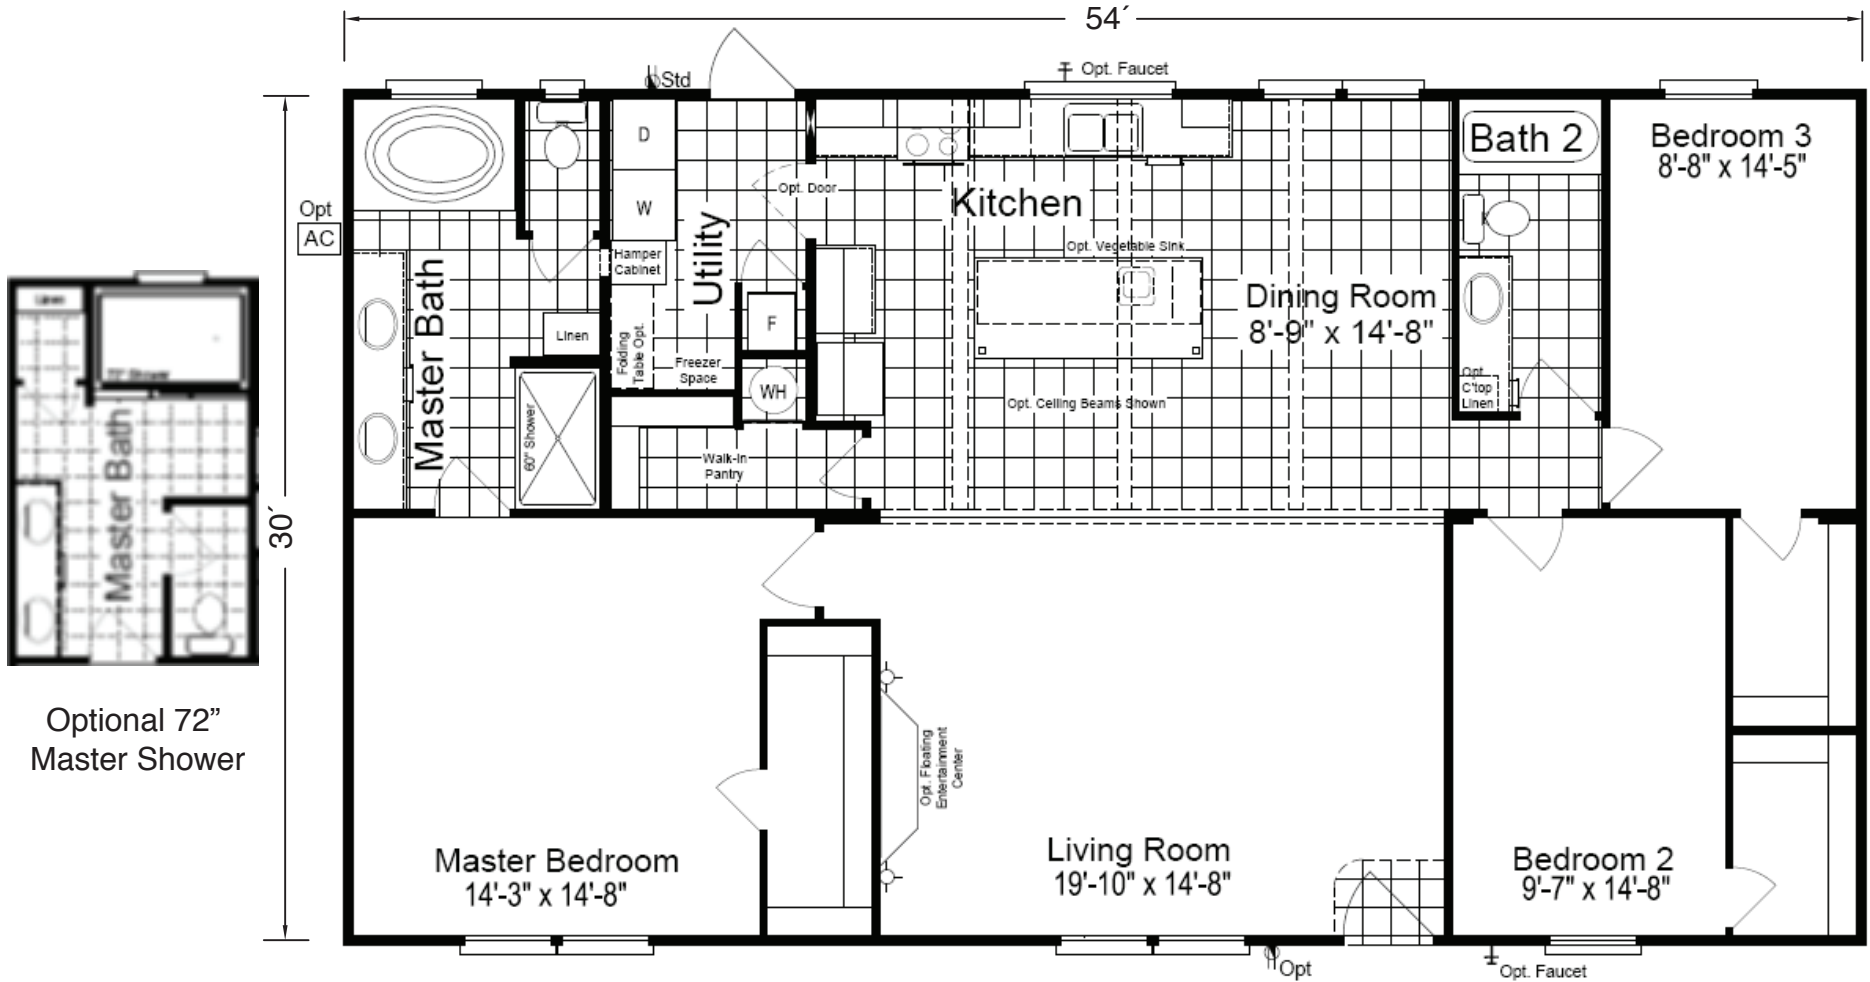 54´
Std
Opt. Faucet
D
W
Opt. Door
Utility
Hamper
Cabinet
Folding
Table Opt.
Freezer
Space
F
WH
Linen
60" Shower
Master Bath
Opt
AC
30´
Walk-In
Pantry
Kitchen
Opt. Vegetable Sink
Opt. Ceiling Beams Shown
Dining Room
8'-9" x 14'-8"
Bath 2
Opt
C'top
Linen
Bedroom 3
8'-8" x 14'-5"
Linen
72" Shower
Master Bath
Optional 72”
Master Shower
Master Bedroom
14'-3" x 14'-8"
Opt. Floating
Entertainment
Center
Living Room
19'-10" x 14'-8"
Bedroom 2
9'-7" x 14'-8"
Opt
Opt. Faucet